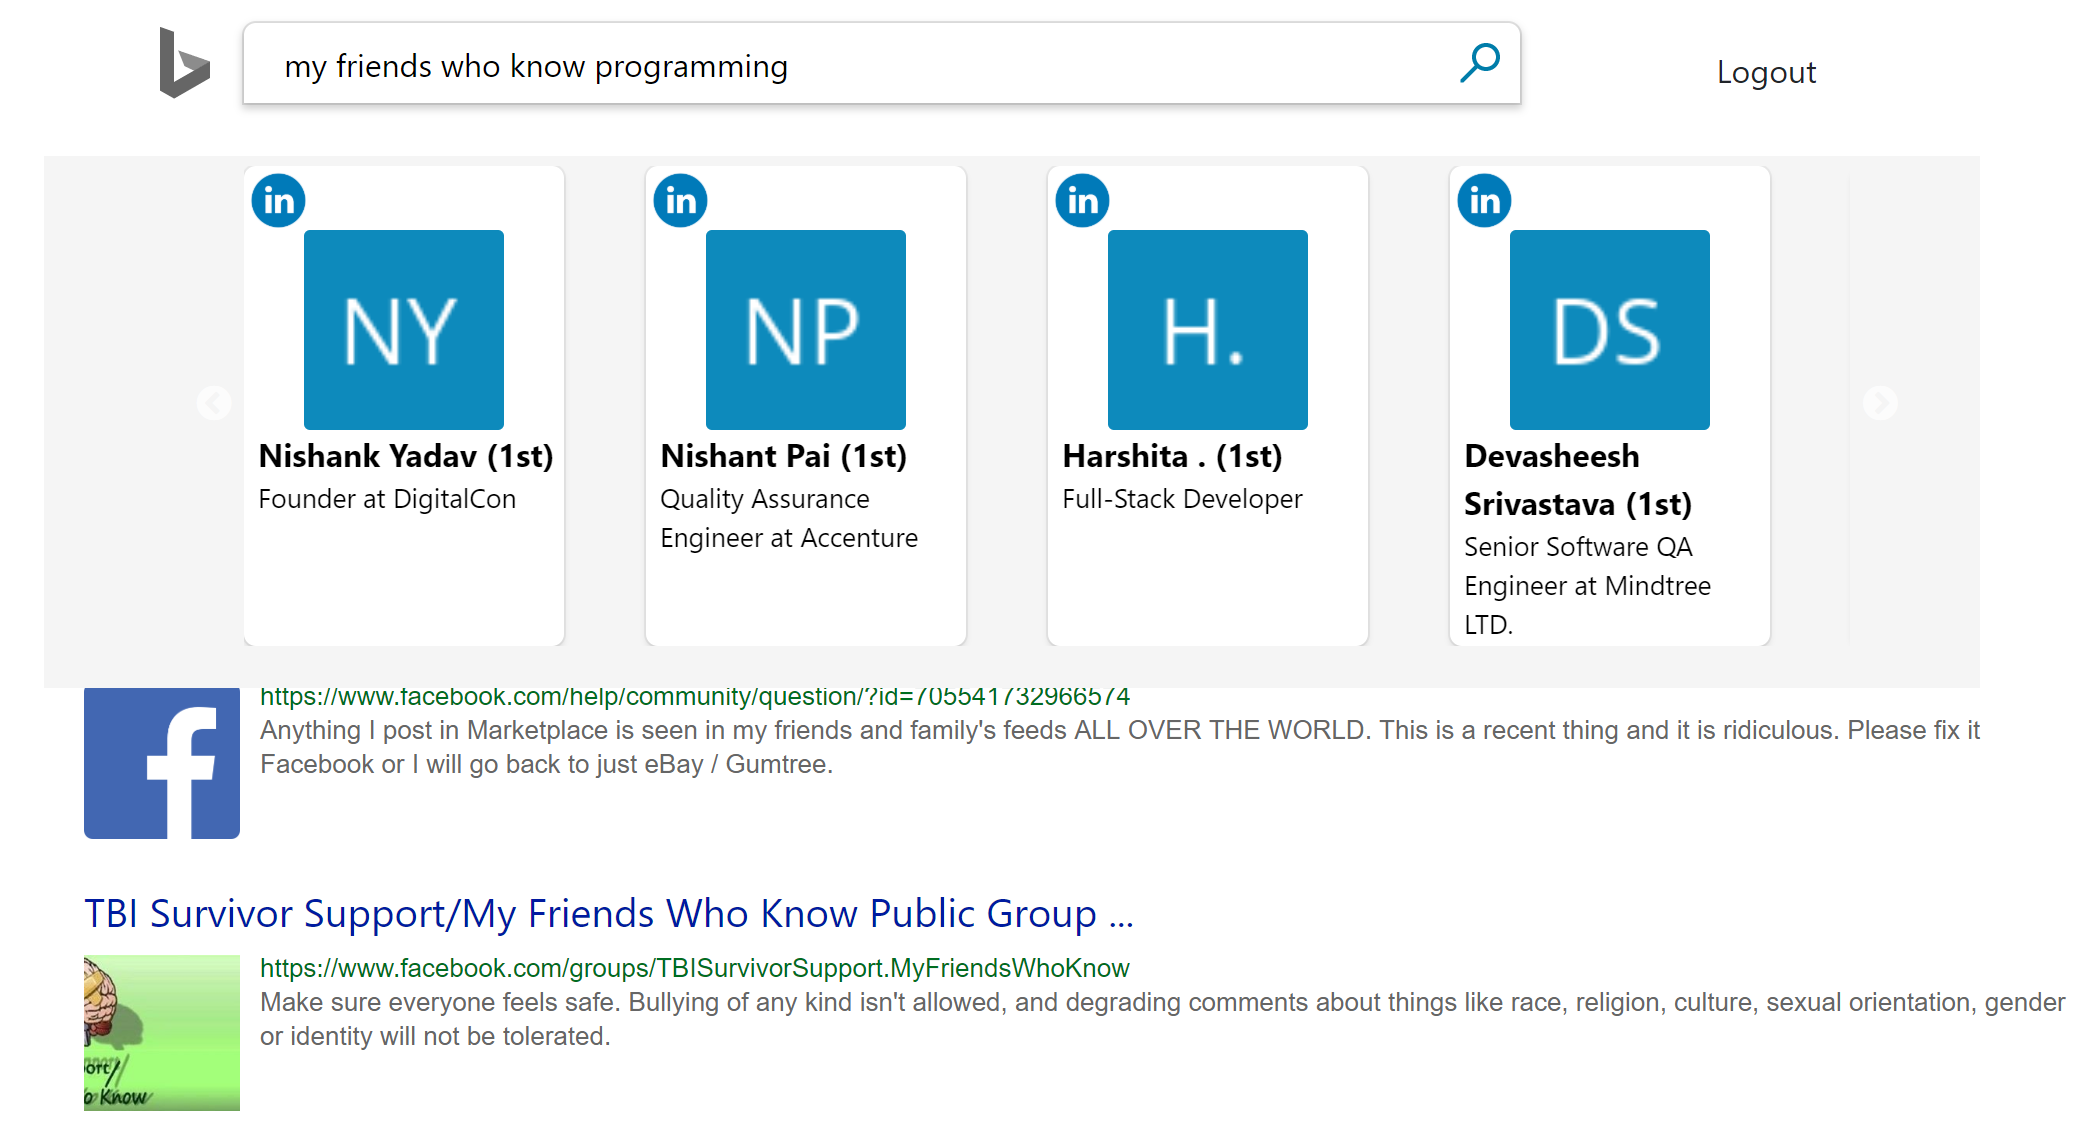 my friends who know programming
Logout
in
in
in
in
NY
NP
H.
DS
Nishank Yadav (1st)
Founder at DigitalCon
Nishant Pai (1st)
Quality Assurance
Engineer at Accenture
Harshita . (1st)
Full-Stack Developer
Devasheesh
Srivastava (1st)
Senior Software QA
Engineer at Mindtree
LTD.
https://www.facebook.com/help/community/question/?id=705541732966574
Anything I post in Marketplace is seen in my friends and family's feeds ALL OVER THE WORLD. This is a recent thing and it is ridiculous. Please fix it
Facebook or I will go back to just eBay / Gumtree.
TBI Survivor Support/My Friends Who Know Public Group ...
https://www.facebook.com/groups/TBISurvivorSupport.MyFriendsWhoKnow
Make sure everyone feels safe. Bullying of any kind isn't allowed, and degrading comments about things like race, religion, culture, sexual orientation, gender
or identity will not be tolerated.
ort/
o Know